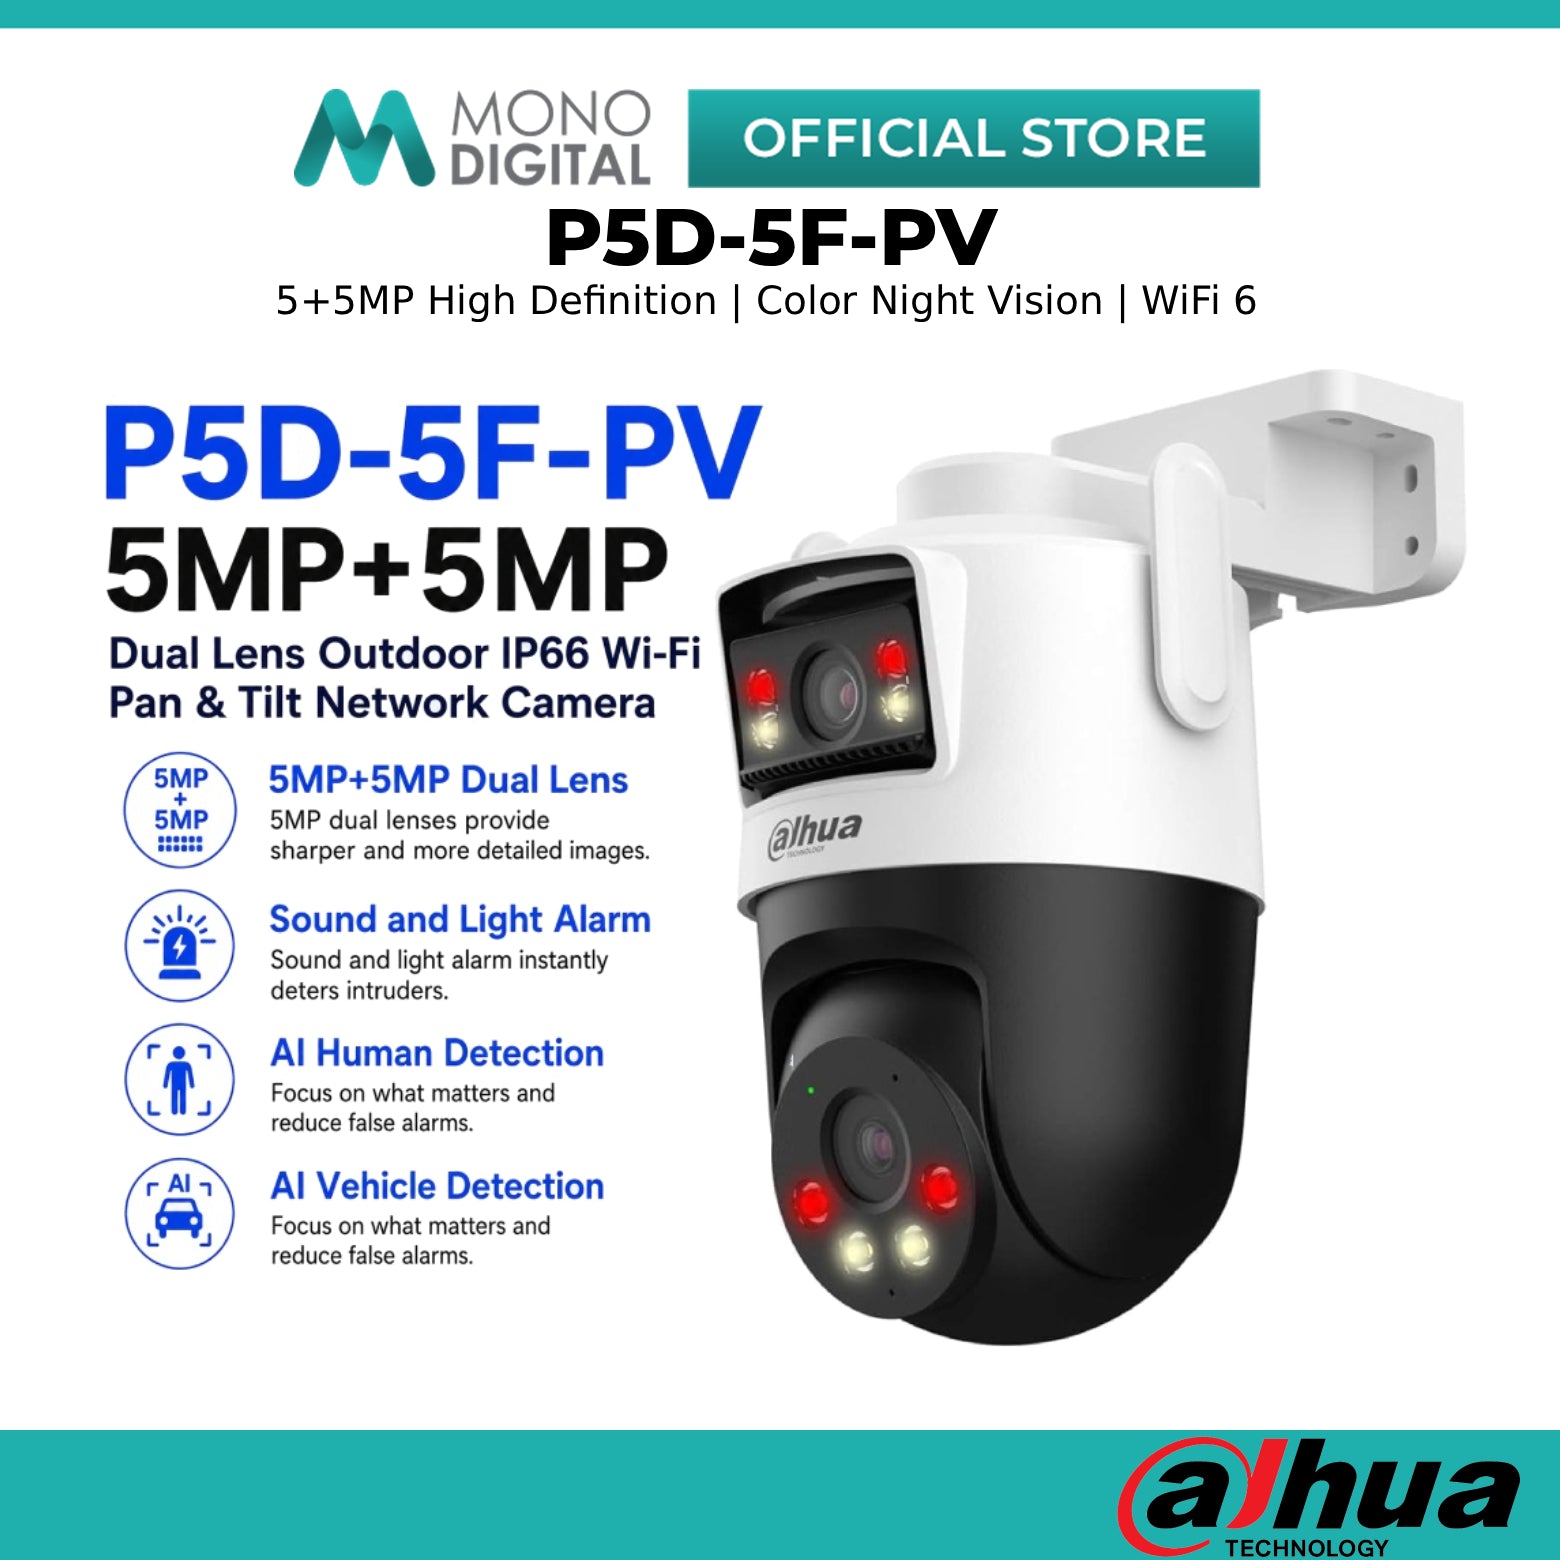 MONO
DIGITAL
OFFICIAL STORE
P5D-5F-PV
5+5MP High Definition | Color Night Vision | WiFi 6
P5D-5F-PV
5MP+5MP
Dual Lens Outdoor IP66 Wi-Fi
Pan & Tilt Network Camera
5MP
+
5MP
5MP+5MP Dual Lens
5MP dual lenses provide
sharper and more detailed images.
Sound and Light Alarm
Sound and light alarm instantly
deters intruders.
AI Human Detection
Focus on what matters and
reduce false alarms.
AI
AI Vehicle Detection
Focus on what matters and
reduce false alarms.
alhua
TECHNOLOGY
alhua
TECHNOLOGY